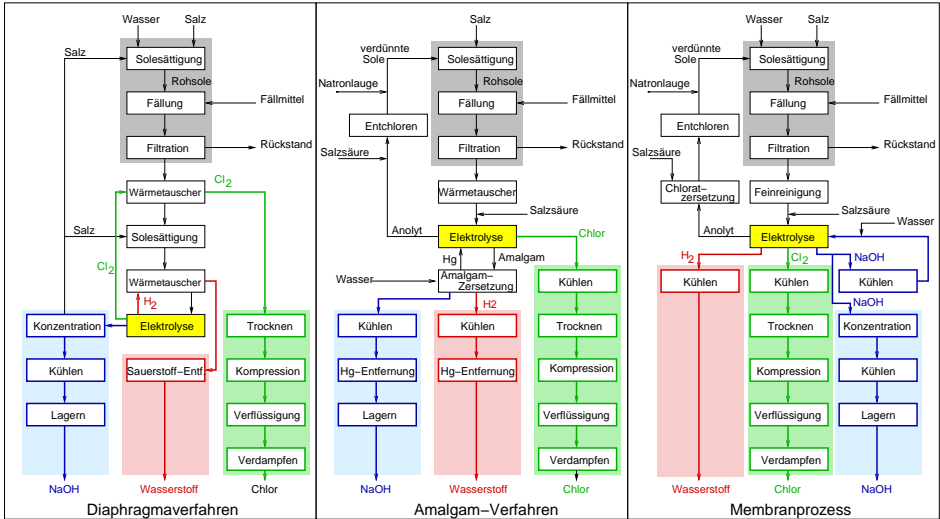 Wasser
Salz
Salz
Solesättigung
Rohsole
Fällung
Fällmittel
Filtration
Rückstand
Cl2
Wärmetauscher
Salz
Solesättigung
Cl2
Wärmetauscher
H2
Konzentration
Elektrolyse
Trocknen
Kühlen
Sauerstoff–Entf.
Kompression
Lagern
Verflüssigung
Verdampfen
NaOH
Wasserstoff
Chlor
Diaphragmaverfahren
Salz
verdünnte
Sole
Solesättigung
Rohsole
Natronlauge
Fällung
Fällmittel
Entchloren
Filtration
Rückstand
Salzsäure
Wärmetauscher
Salzsäure
Anolyt
Elektrolyse
Chlor
Hg
Amalgam
Wasser
Amalgam–
Zersetzung
Kühlen
H2
Kühlen
Kühlen
Trocknen
Hg–Entfernung
Hg–Entfernung
Kompression
Lagern
Verflüssigung
Verdampfen
NaOH
Wasserstoff
Chlor
Amalgam–Verfahren
Wasser
Salz
verdünnte
Sole
Solesättigung
Rohsole
Natronlauge
Fällung
Fällmittel
Entchloren
Filtration
Rückstand
Salzsäure
Chlorat–
zersetzung
Feinreinigung
Salzsäure
Wasser
Anolyt
Elektrolyse
H2
Cl2
NaOH
Kühlen
Kühlen
Kühlen
NaOH
Trocknen
Konzentration
Kompression
Kühlen
Verflüssigung
Lagern
Verdampfen
Wasserstoff
Chlor
NaOH
Membranprozess